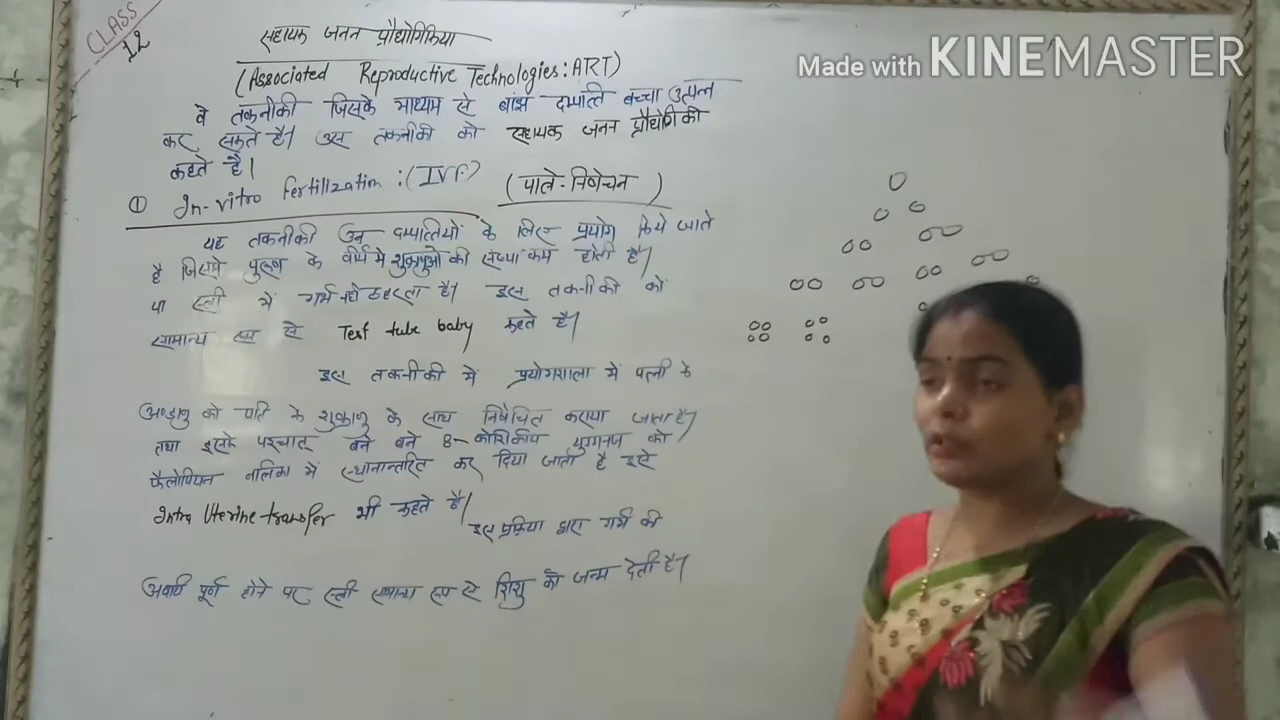 CLASS
12
Made with KINEMASTER
सहायक जनन प्रौद्योगिकिया
(Associated Reproductive Technologies: ART)
वे तकनीकी जिसके माध्यम से बांझ दम्पत्ति बच्चा उत्पन्न
कर सकते है। उस तकनीकी को सहायक जनन प्रौद्योगिकी
कहते है।
① In-vitro Fertilization : (IVF) (पात्रे-निषेचन)
यह तकनीकी उन दम्पत्तियों के लिए प्रयोग किये जाते
है जिसमे पुरूष के वीर्य मे शुक्राणुओ की संख्या कम होती है।
या स्त्री में गर्भ नही ठहरता है। इस तकनीकी को
सामान्य रूप से Test tube baby कहते है।
इस तकनीकी में प्रयोगशाला में पत्नी के
अण्डाणु को पति के शुक्राणु के साथ निषेचित कराया जाता है।
तथा इसके पश्चात् बने बने 8-कोशिकीय युग्मनज को
फैलोपियन नलिका में स्थानान्तरित कर दिया जाता है इसे
Intra Uterine transfer भी कहते है।
इस प्रक्रिया द्वारा गर्भ की
अवधि पूर्ण होने पर स्त्री समान्य रूप से शिशु को जन्म देती है।